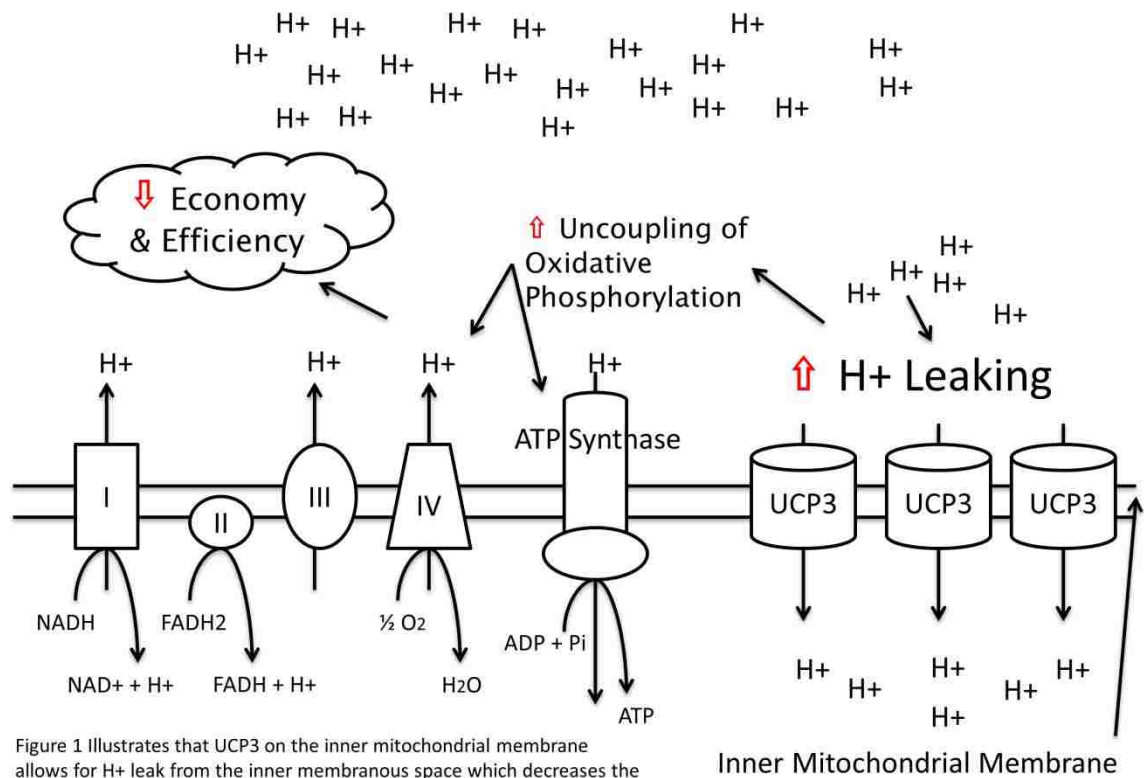 H+ H+ H+ H+ H+
H+ H+ H+
H+ H+ H+ H+
H+ H+ H+ H+
H+ H+ H+ H+
H+ H+ H+
⇩ Economy
& Efficiency
⇧ Uncoupling of
Oxidative
Phosphorylation
H+
H+
H+ H+
H+
⇧ H+ Leaking
H+ H+ H+ H+
ATP Synthase
I II III IV
UCP3 UCP3 UCP3
NADH FADH2 ½ O2 ADP + Pi
NAD+ + H+ FADH + H+ H2O ATP
H+ H+ H+
H+ H+
H+
Inner Mitochondrial Membrane
Figure 1 Illustrates that UCP3 on the inner mitochondrial membrane
allows for H+ leak from the inner membranous space which decreases the